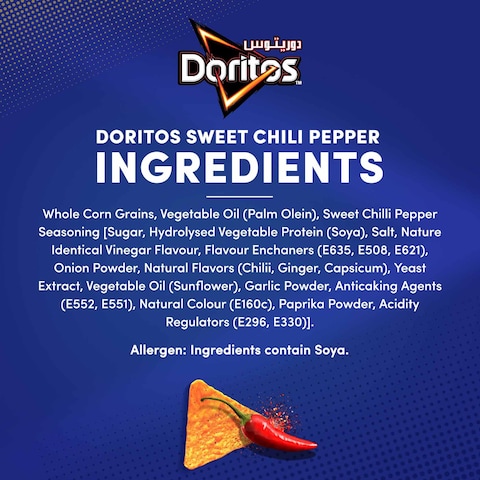 دوريتوس
Doritos™
DORITOS SWEET CHILI PEPPER
INGREDIENTS
Whole Corn Grains, Vegetable Oil (Palm Olein), Sweet Chilli Pepper
Seasoning [Sugar, Hydrolysed Vegetable Protein (Soya), Salt, Nature
Identical Vinegar Flavour, Flavour Enchaners (E635, E508, E621),
Onion Powder, Natural Flavors (Chilii, Ginger, Capsicum), Yeast
Extract, Vegetable Oil (Sunflower), Garlic Powder, Anticaking Agents
(E552, E551), Natural Colour (E160c), Paprika Powder, Acidity
Regulators (E296, E330)].
Allergen: Ingredients contain Soya.